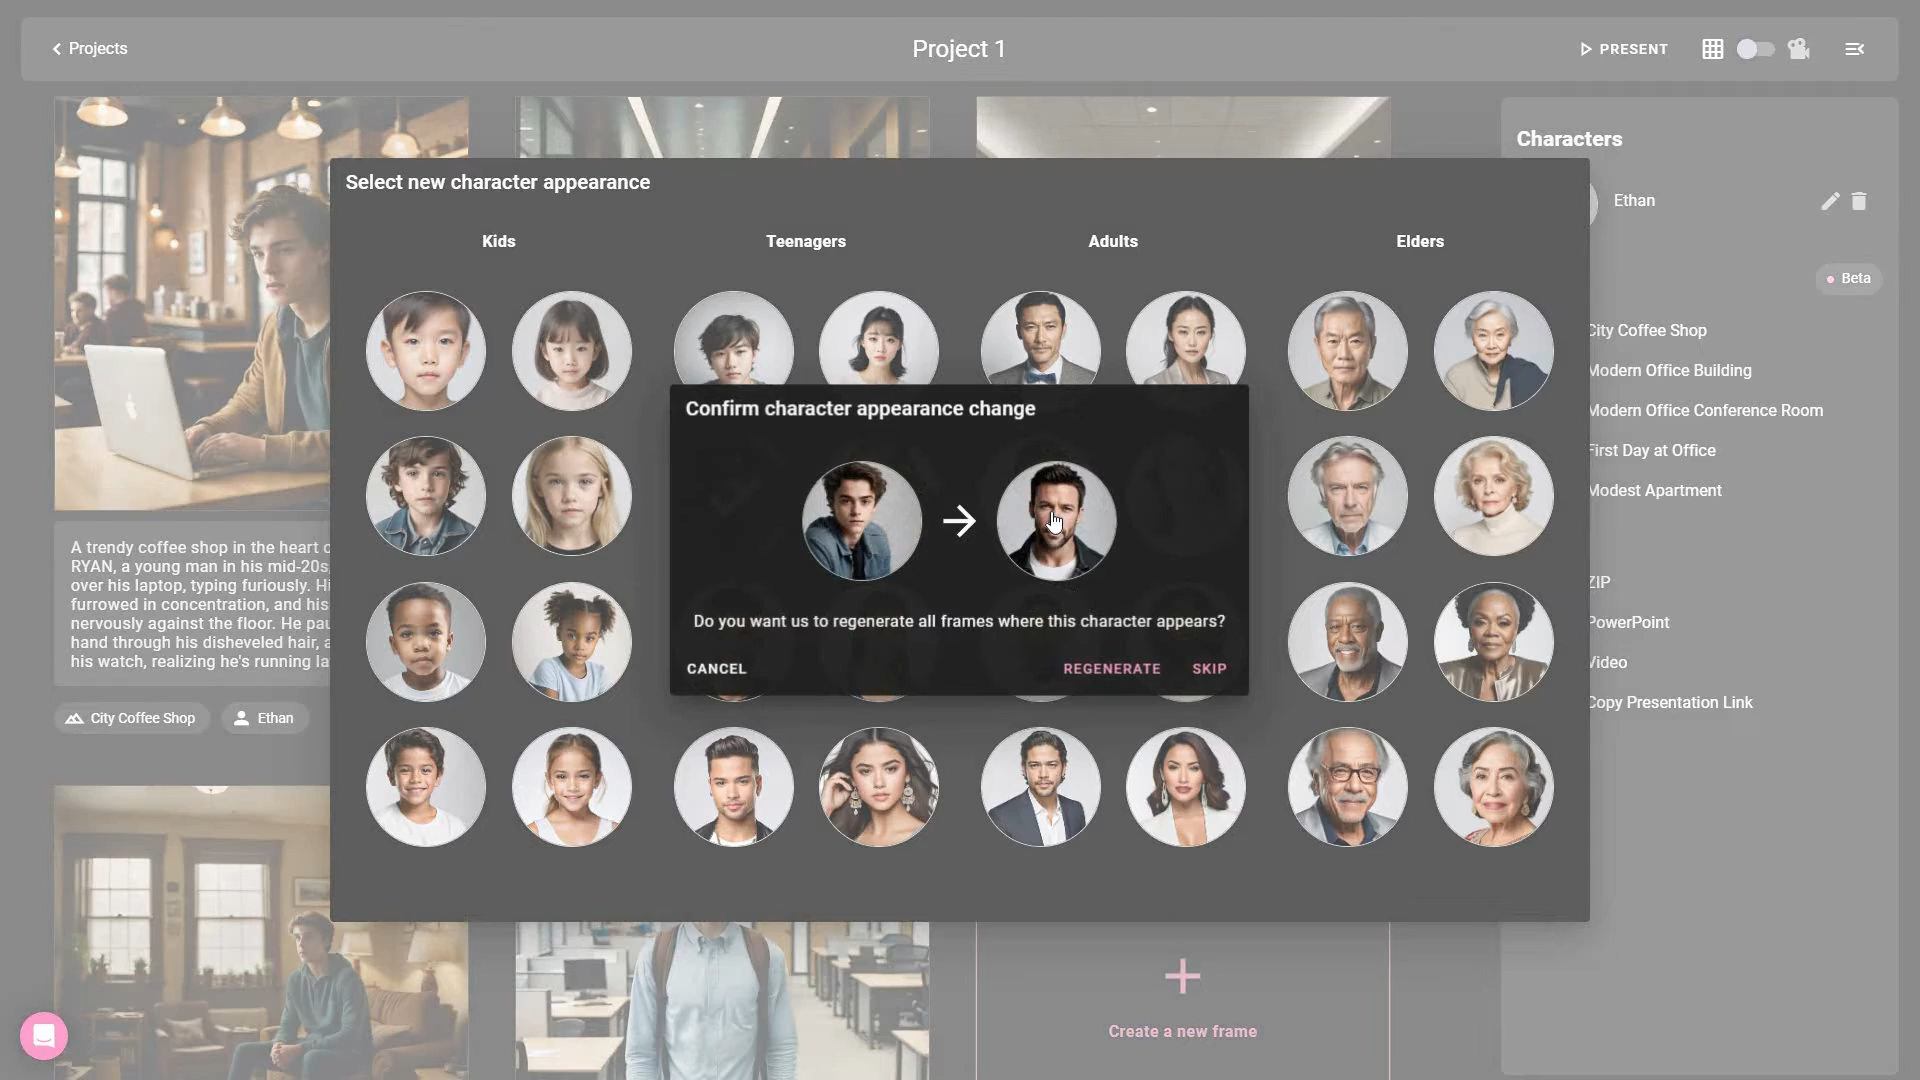 Projects
Project 1
PRESENT
Characters
Ethan
Beta
City Coffee Shop
Modern Office Building
Modern Office Conference Room
First Day at Office
Modest Apartment
ZIP
PowerPoint
Video
Copy Presentation Link
Select new character appearance
Kids
Teenagers
Adults
Elders
Confirm character appearance change
Do you want us to regenerate all frames where this character appears?
CANCEL
REGENERATE
SKIP
A trendy coffee shop in the heart
RYAN, a young man in his mid-20s,
over his laptop, typing furiously.
furrowed in concentration, and his
nervously against the floor. He
hand through his disheveled hair,
his watch, realizing he's running
City Coffee Shop
Ethan
Create a new frame